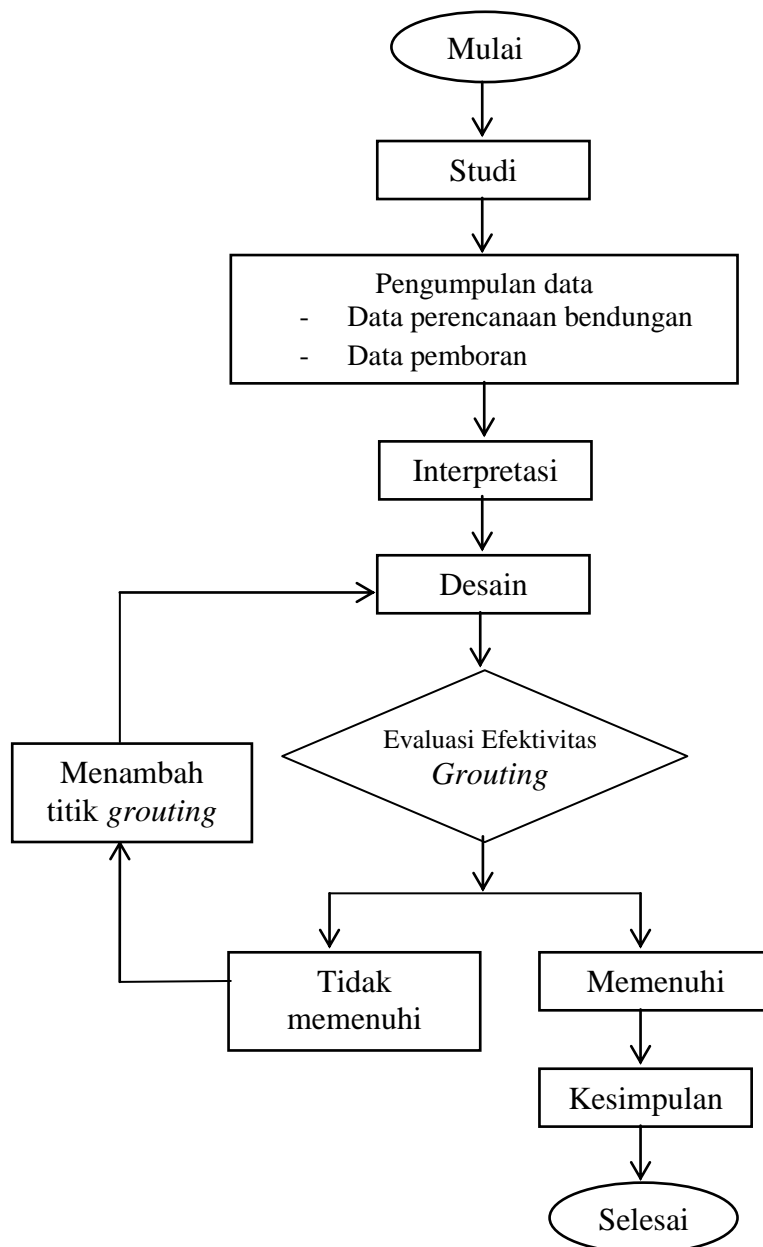 Mulai
Studi
Pengumpulan data
- Data perencanaan bendungan
- Data pemboran
Interpretasi
Desain
Evaluasi Efektivitas
Grouting
Menambah
titik grouting
Tidak
memenuhi
Memenuhi
Kesimpulan
Selesai